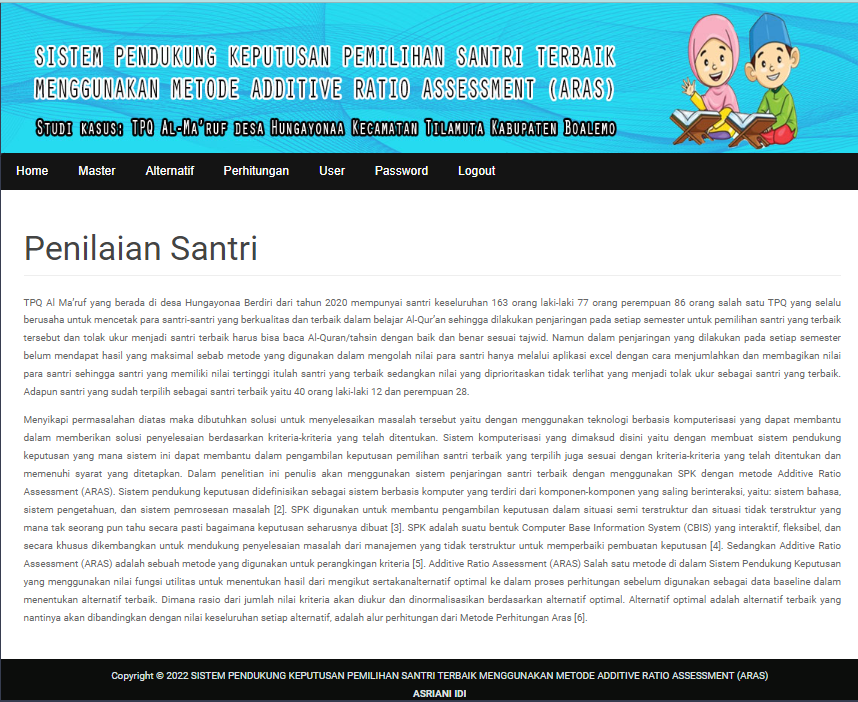 SISTEM PENDUKUNG KEPUTUSAN PEMILIHAN SANTRI TERBAIK
MENGGUNAKAN METODE ADDITIVE RATIO ASSESSMENT (ARAS)
STUDI KASUS: TPQ AL-MA'RUF DESA HUNGAYONAA KECAMATAN TILAMUTA KABUPATEN BOALEMO
Home Master Alternatif Perhitungan User Password Logout
Penilaian Santri
TPQ Al Ma'ruf yang berada di desa Hungayonaa Berdiri dari tahun 2020 mempunyai santri keseluruhan 163 orang laki-laki 77 orang perempuan 86 orang salah satu TPQ yang selalu
berusaha untuk mencetak para santri-santri yang berkualitas dan terbaik dalam belajar Al-Qur'an sehingga dilakukan penjaringan pada setiap semester untuk pemilihan santri yang terbaik
tersebut dan tolak ukur menjadi santri terbaik harus bisa baca Al-Quran/tahsin dengan baik dan benar sesuai tajwid. Namun dalam penjaringan yang dilakukan pada setiap semester
belum mendapat hasil yang maksimal sebab metode yang digunakan dalam mengolah nilai para santri hanya melalui aplikasi excel dengan cara menjumlahkan dan membagikan nilai
para santri sehingga santri yang memiliki nilai tertinggi itulah santri yang terbaik sedangkan nilai yang diprioritaskan tidak terlihat yang menjadi tolak ukur sebagai santri yang terbaik.
Adapun santri yang sudah terpilih sebagai santri terbaik yaitu 40 orang laki-laki 12 dan perempuan 28.
Menyikapi permasalahan diatas maka dibutuhkan solusi untuk menyelesaikan masalah tersebut yaitu dengan menggunakan teknologi berbasis komputerisasi yang dapat membantu
dalam memberikan solusi penyelesaian berdasarkan kriteria-kriteria yang telah ditentukan. Sistem komputerisasi yang dimaksud disini yaitu dengan membuat sistem pendukung
keputusan yang mana sistem ini dapat membantu dalam pengambilan keputusan pemilihan santri terbaik yang terpilih juga sesuai dengan kriteria-kriteria yang telah ditentukan dan
memenuhi syarat yang ditetapkan. Dalam penelitian ini penulis akan menggunakan sistem penjaringan santri terbaik dengan menggunakan SPK dengan metode Additive Ratio
Assessment (ARAS). Sistem pendukung keputusan didefinisikan sebagai sistem berbasis komputer yang terdiri dari komponen-komponen yang saling berinteraksi, yaitu: sistem bahasa,
sistem pengetahuan, dan sistem pemrosesan masalah [2]. SPK digunakan untuk membantu pengambilan keputusan dalam situasi semi terstruktur dan situasi tidak terstruktur yang
mana tak seorang pun tahu secara pasti bagaimana keputusan seharusnya dibuat [3]. SPK adalah suatu bentuk Computer Base Information System (CBIS) yang interaktif, fleksibel, dan
secara khusus dikembangkan untuk mendukung penyelesaian masalah dari manajemen yang tidak terstruktur untuk memperbaiki pembuatan keputusan [4]. Sedangkan Additive Ratio
Assessment (ARAS) adalah sebuah metode yang digunakan untuk perangkingan kriteria [5]. Additive Ratio Assessment (ARAS) Salah satu metode di dalam Sistem Pendukung Keputusan
yang menggunakan nilai fungsi utilitas untuk menentukan hasil dari mengikut sertakanalternatif optimal ke dalam proses perhitungan sebelum digunakan sebagai data baseline dalam
menentukan alternatif terbaik. Dimana rasio dari jumlah nilai kriteria akan diukur dan dinormalisasikan berdasarkan alternatif optimal. Alternatif optimal adalah alternatif terbaik yang
nantinya akan dibandingkan dengan nilai keseluruhan setiap alternatif, adalah alur perhitungan dari Metode Perhitungan Aras [6].
Copyright © 2022 SISTEM PENDUKUNG KEPUTUSAN PEMILIHAN SANTRI TERBAIK MENGGUNAKAN METODE ADDITIVE RATIO ASSESSMENT (ARAS)
ASRIANI IDI